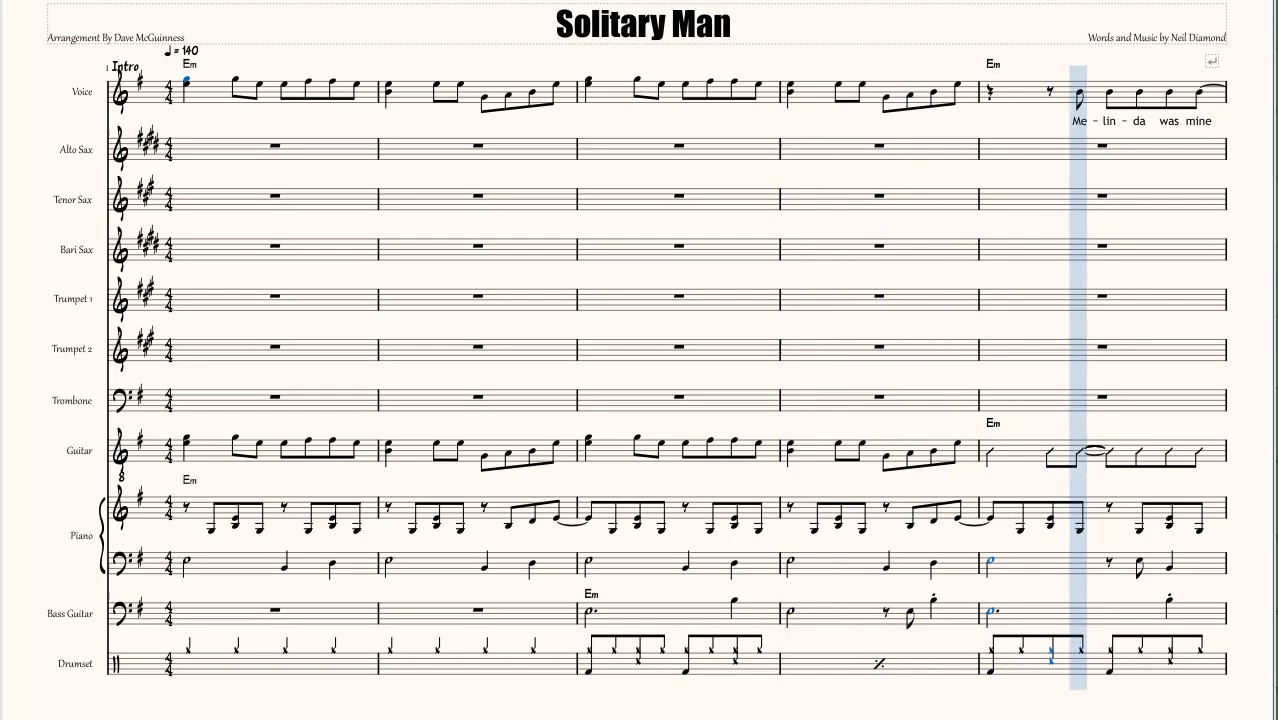 Solitary Man
Arrangement By Dave McGuinness
Words and Music by Neil Diamond
♩ = 140
1 Intro
Em
Em
Voice
Me - lin - da was mine
Alto Sax
Tenor Sax
Bari Sax
Trumpet 1
Trumpet 2
Trombone
Em
Guitar
8
Em
Piano
Em
Bass Guitar
Drumset